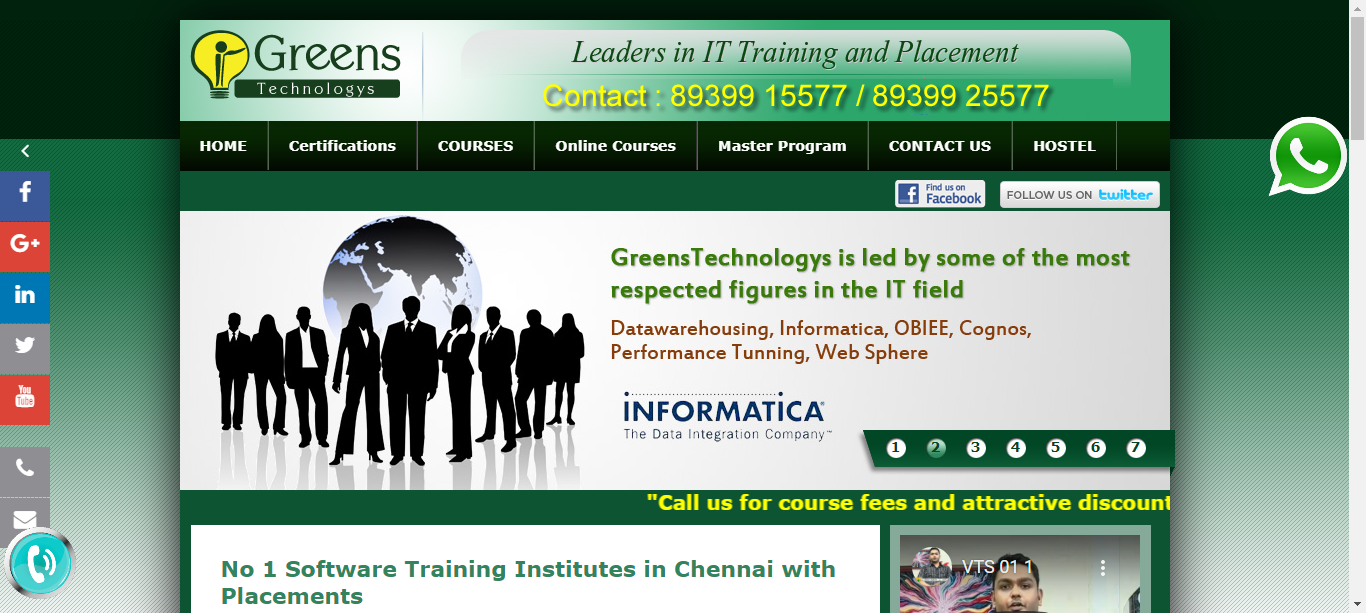 Greens
Technologys
Leaders in IT Training and Placement
Contact : 89399 15577 / 89399 25577
HOME Certifications COURSES Online Courses Master Program CONTACT US HOSTEL
Find us on
Facebook
FOLLOW US ON twitter
f
G+
in
You
Tube
GreensTechnologys is led by some of the most
respected figures in the IT field
Datawarehousing, Informatica, OBIEE, Cognos,
Performance Tunning, Web Sphere
INFORMATICA®
The Data Integration Company™
1 2 3 4 5 6 7
"Call us for course fees and attractive discount
No 1 Software Training Institutes in Chennai with
Placements
VTS 01 1